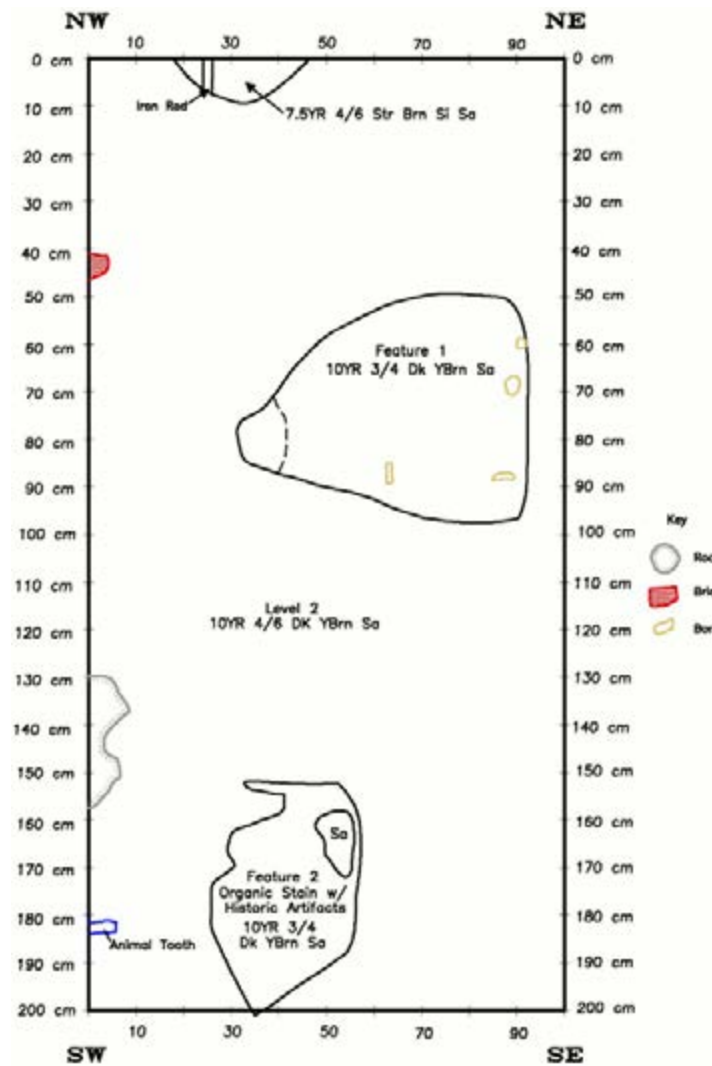 NW NE
10 30 50 70 90
0 cm 0 cm
Iron Rod
10 cm 10 cm
7.5YR 4/6 Str Brn Si Sa
20 cm 20 cm
30 cm 30 cm
40 cm 40 cm
50 cm 50 cm
60 cm 60 cm
Feature 1
10YR 3/4 Dk YBrn Sa
70 cm 70 cm
80 cm 80 cm
90 cm 90 cm
100 cm 100 cm
Key
Roc
110 cm 110 cm
Bric
Level 2
10YR 4/6 DK YBrn Sa
120 cm 120 cm
Bon
130 cm 130 cm
140 cm 140 cm
150 cm 150 cm
160 cm 160 cm
Sa
170 cm 170 cm
Feature 2
Organic Stain w/
Historic Artifacts
10YR 3/4
Dk YBrn Sa
180 cm 180 cm
Animal Tooth
190 cm 190 cm
200 cm 200 cm
10 30 50 70 90
SW SE